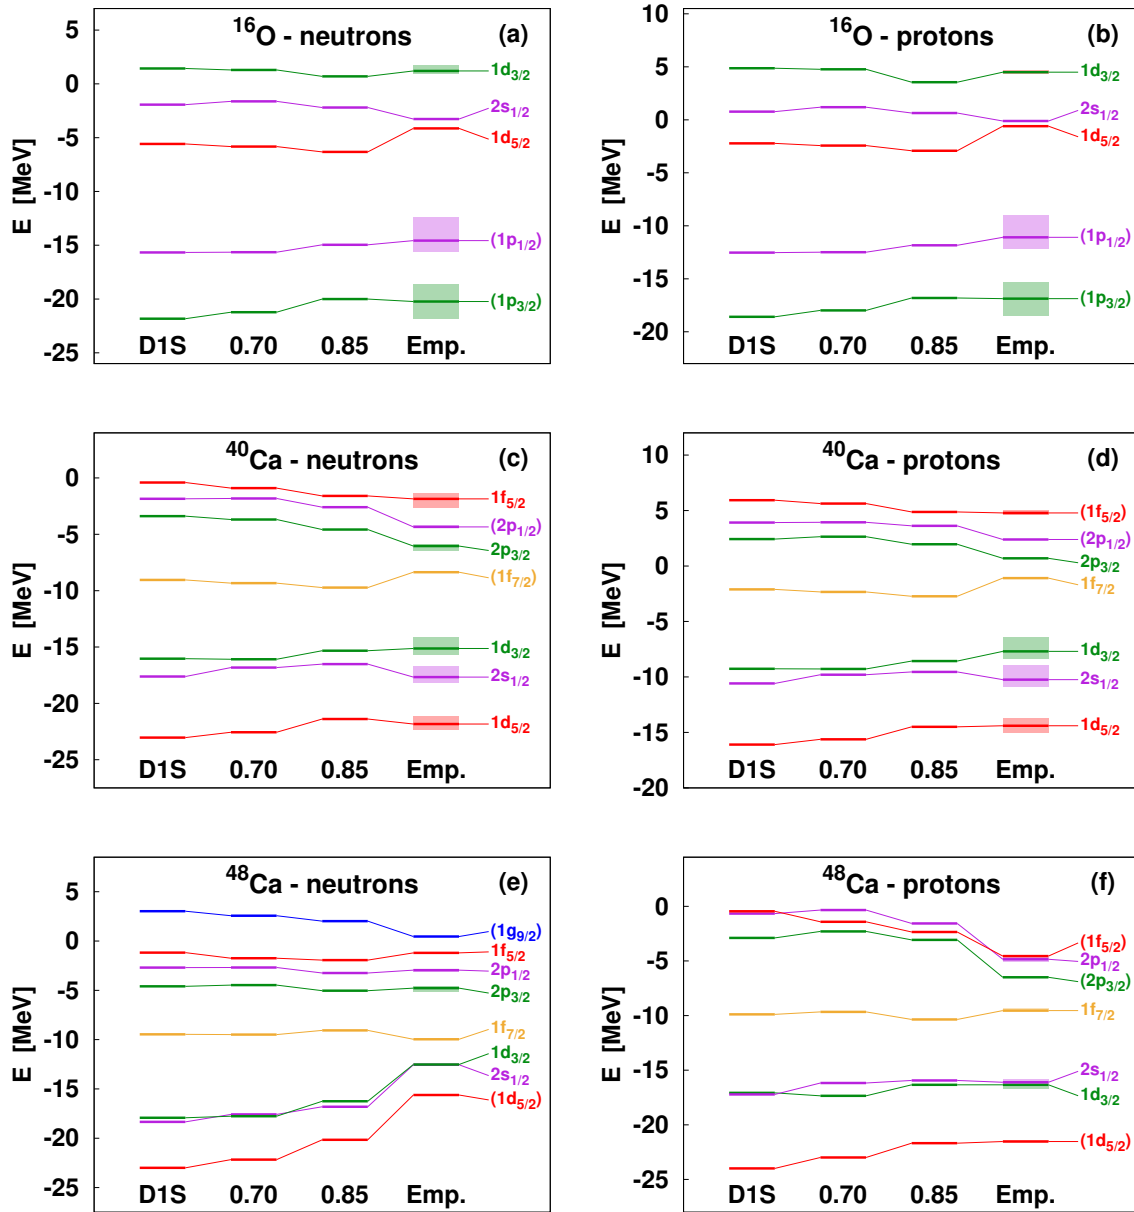 ¹⁶O - neutrons (a)
5
0
-5
-10
-15
-20
-25
E [MeV]
1d3/2
2s1/2
1d5/2
(1p1/2)
(1p3/2)
D1S 0.70 0.85 Emp.
¹⁶O - protons (b)
10
5
0
-5
-10
-15
-20
E [MeV]
1d3/2
2s1/2
1d5/2
(1p1/2)
(1p3/2)
D1S 0.70 0.85 Emp.
⁴⁰Ca - neutrons (c)
0
-5
-10
-15
-20
-25
E [MeV]
1f5/2
(2p1/2)
2p3/2
(1f7/2)
1d3/2
2s1/2
1d5/2
D1S 0.70 0.85 Emp.
⁴⁰Ca - protons (d)
10
5
0
-5
-10
-15
-20
E [MeV]
(1f5/2)
(2p1/2)
2p3/2
1f7/2
1d3/2
2s1/2
1d5/2
D1S 0.70 0.85 Emp.
⁴⁸Ca - neutrons (e)
5
0
-5
-10
-15
-20
-25
E [MeV]
(1g9/2)
1f5/2
2p1/2
2p3/2
1f7/2
1d3/2
2s1/2
(1d5/2)
D1S 0.70 0.85 Emp.
⁴⁸Ca - protons (f)
0
-5
-10
-15
-20
-25
E [MeV]
(1f5/2)
2p1/2
(2p3/2)
1f7/2
2s1/2
1d3/2
(1d5/2)
D1S 0.70 0.85 Emp.